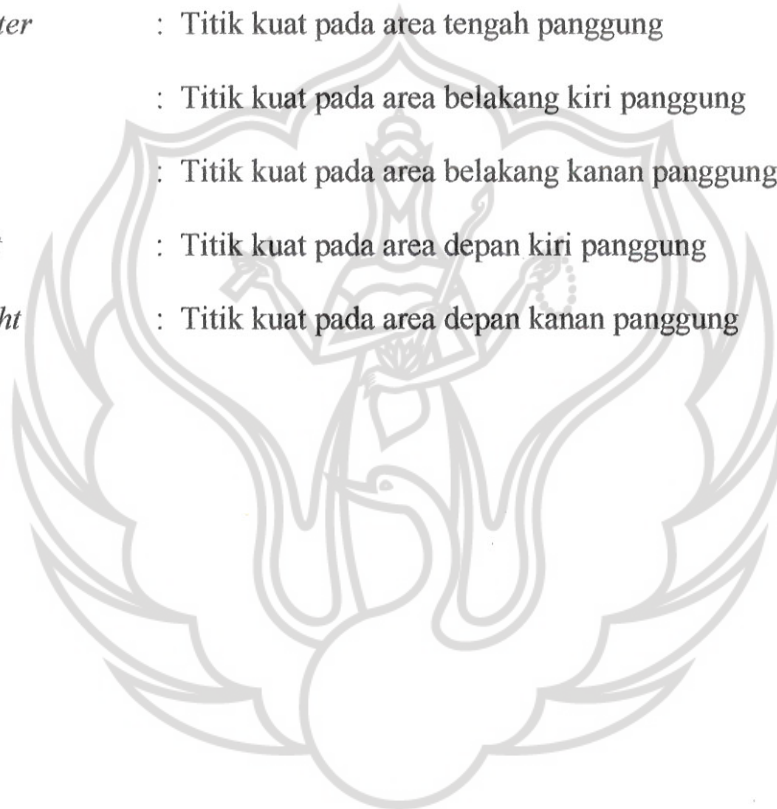 ter : Titik kuat pada area tengah panggung
: Titik kuat pada area belakang kiri panggung
: Titik kuat pada area belakang kanan panggung
: Titik kuat pada area depan kiri panggung
ht : Titik kuat pada area depan kanan panggung